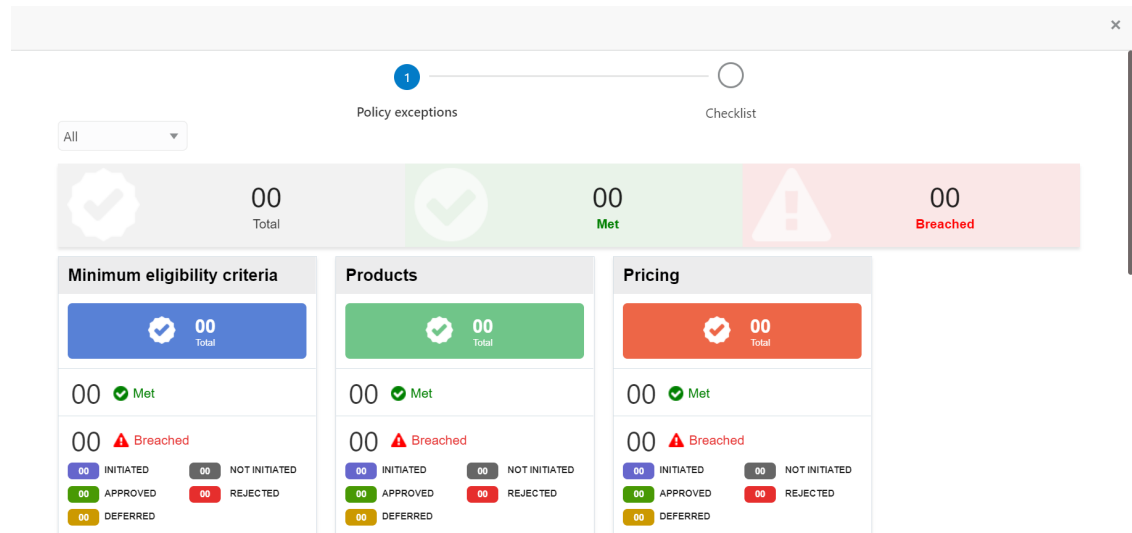 ×
1
Policy exceptions
Checklist
All
00
Total
00
Met
00
Breached
Minimum eligibility criteria
00
Total
00 Met
00 Breached
00 INITIATED 00 NOT INITIATED
00 APPROVED 00 REJECTED
00 DEFERRED
Products
00
Total
00 Met
00 Breached
00 INITIATED 00 NOT INITIATED
00 APPROVED 00 REJECTED
00 DEFERRED
Pricing
00
Total
00 Met
00 Breached
00 INITIATED 00 NOT INITIATED
00 APPROVED 00 REJECTED
00 DEFERRED